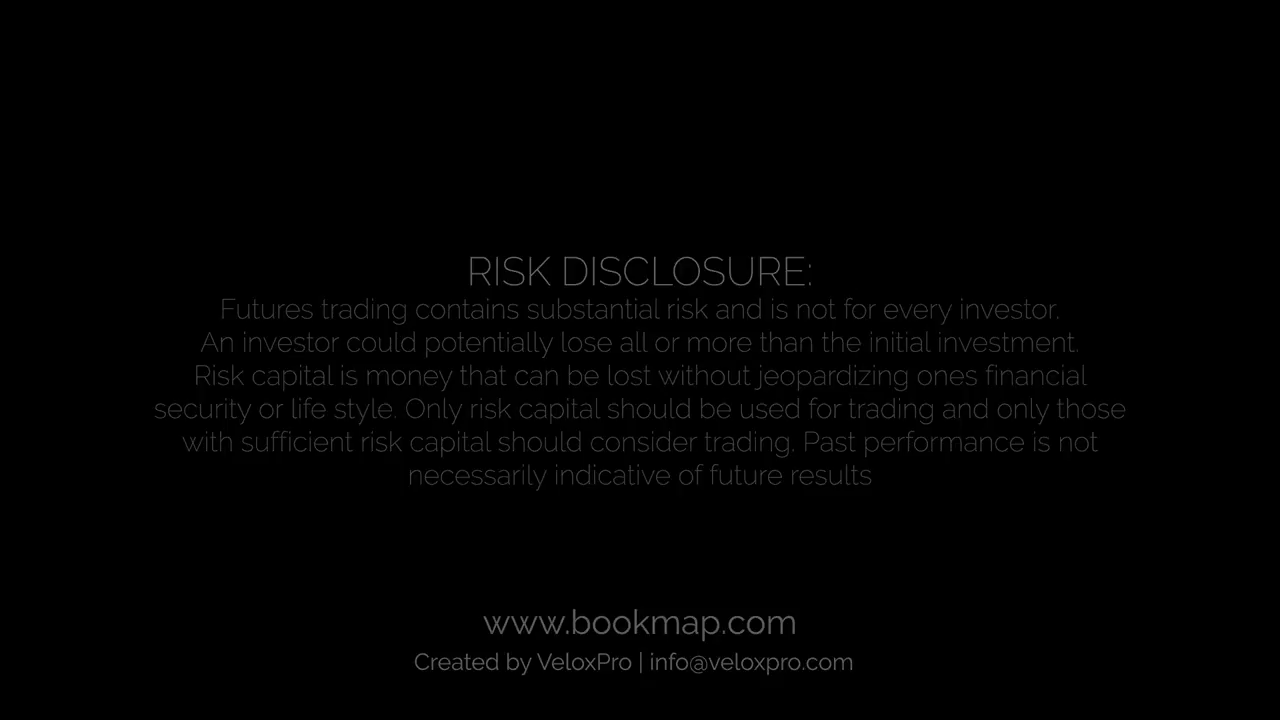 RISK DISCLOSURE:
Futures trading contains substantial risk and is not for every investor.
An investor could potentially lose all or more than the initial investment.
Risk capital is money that can be lost without jeopardizing ones financial
security or life style. Only risk capital should be used for trading and only those
with sufficient risk capital should consider trading. Past performance is not
necessarily indicative of future results
www.bookmap.com
Created by VeloxPro | info@veloxpro.com